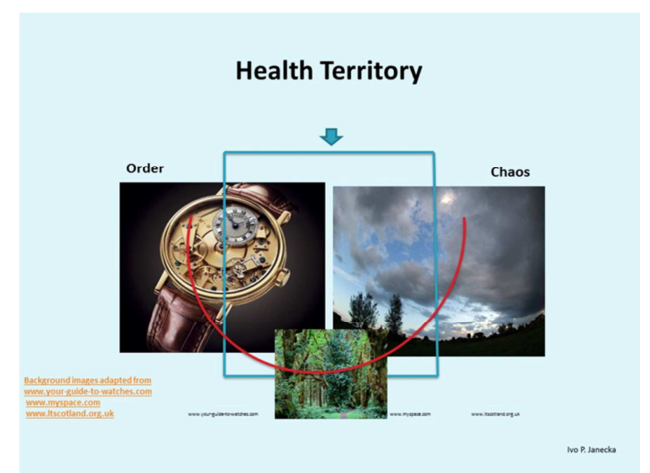 Health Territory
Order
Chaos
Background images adapted from
www.your-guide-to-watches.com
www.myspace.com
www.ltscotland.org.uk
www.your-guide-to-watches.com
www.myspace.com
www.ltscotland.org.uk
Ivo P. Janecka